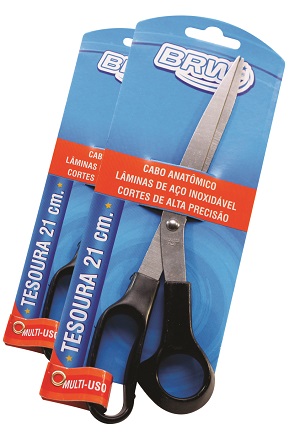 BRW
CABO ANATÔMICO
LÂMINAS DE AÇO INOXIDÁVEL
CORTES DE ALTA PRECISÃO
TESOURA 21 cm.
MULTI-USO
CABO
LÂMINAS
CORTES
TESOURA 21 cm.
MULTI-USO